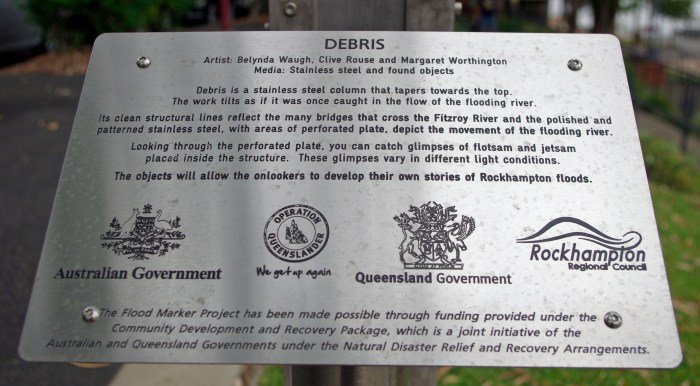 DEBRIS
Artist: Belynda Waugh, Clive Rouse and Margaret Worthington
Media: Stainless steel and found objects
Debris is a stainless steel column that tapers towards the top.
The work tilts as if it was once caught in the flow of the flooding river.
Its clean structural lines reflect the many bridges that cross the Fitzroy River and the polished and
patterned stainless steel, with areas of perforated plate, depict the movement of the flooding river.
Looking through the perforated plate, you can catch glimpses of flotsam and jetsam
placed inside the structure. These glimpses vary in different light conditions.
The objects will allow the onlookers to develop their own stories of Rockhampton floods.
Australian Government
OPERATION
QUEENSLANDER
We get up again
Queensland Government
Rockhampton
Regional Council
The Flood Marker Project has been made possible through funding provided under the
Community Development and Recovery Package, which is a joint initiative of the
Australian and Queensland Governments under the Natural Disaster Relief and Recovery Arrangements.